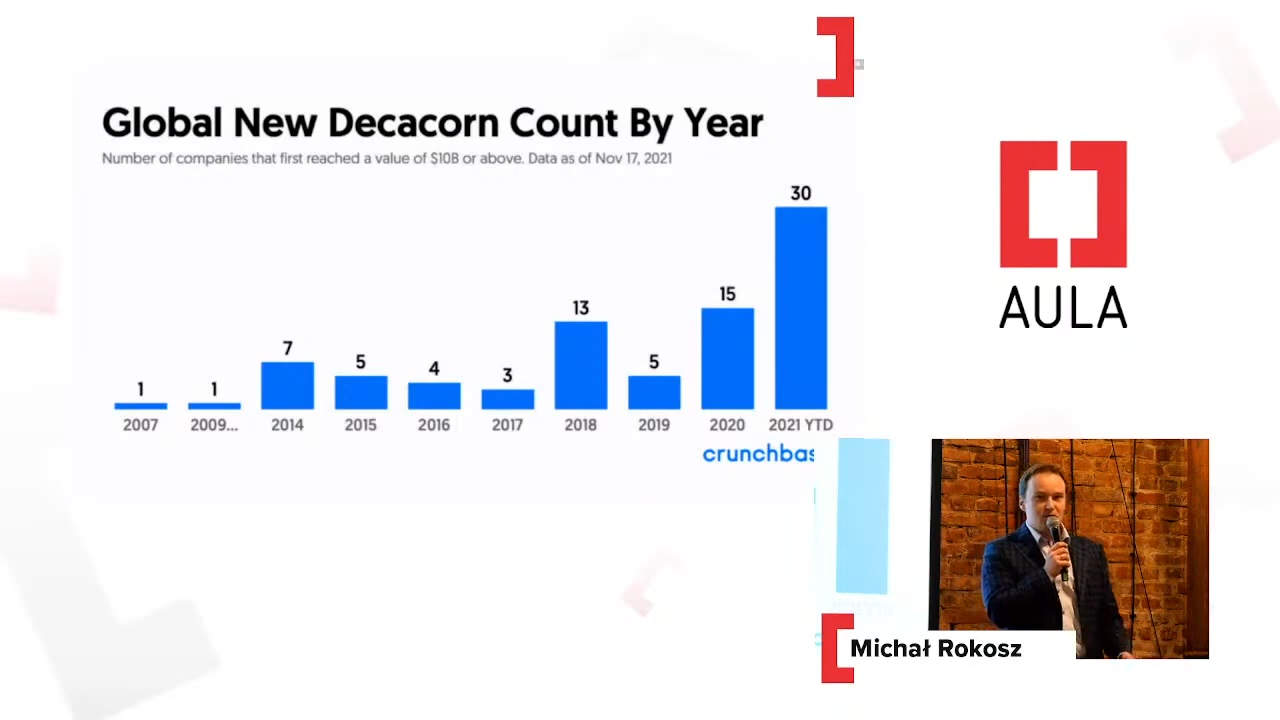 Global New Decacorn Count By Year
Number of companies that first reached a value of $10B or above. Data as of Nov 17, 2021
1 1 7 5 4 3 13 5 15 30
2007 2009... 2014 2015 2016 2017 2018 2019 2020 2021 YTD
crunchbas
AULA
Michał Rokosz